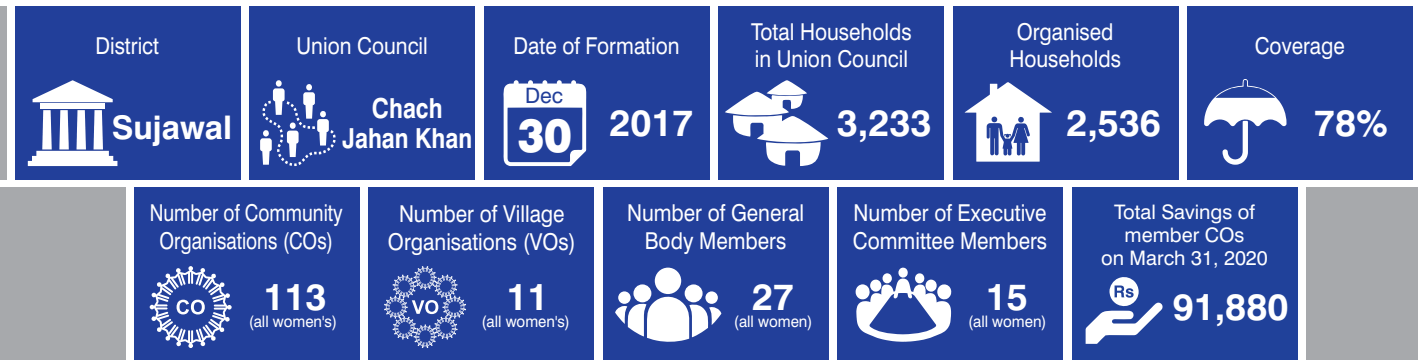 District
Sujawal
Union Council
Chach
Jahan Khan
Date of Formation
Dec
30
2017
Total Households
in Union Council
3,233
Organised
Households
2,536
Coverage
78%
Number of Community
Organisations (COs)
CO
113
(all women's)
Number of Village
Organisations (VOs)
VO
11
(all women's)
Number of General
Body Members
27
(all women)
Number of Executive
Committee Members
15
(all women)
Total Savings of
member COs
on March 31, 2020
Rs
91,880